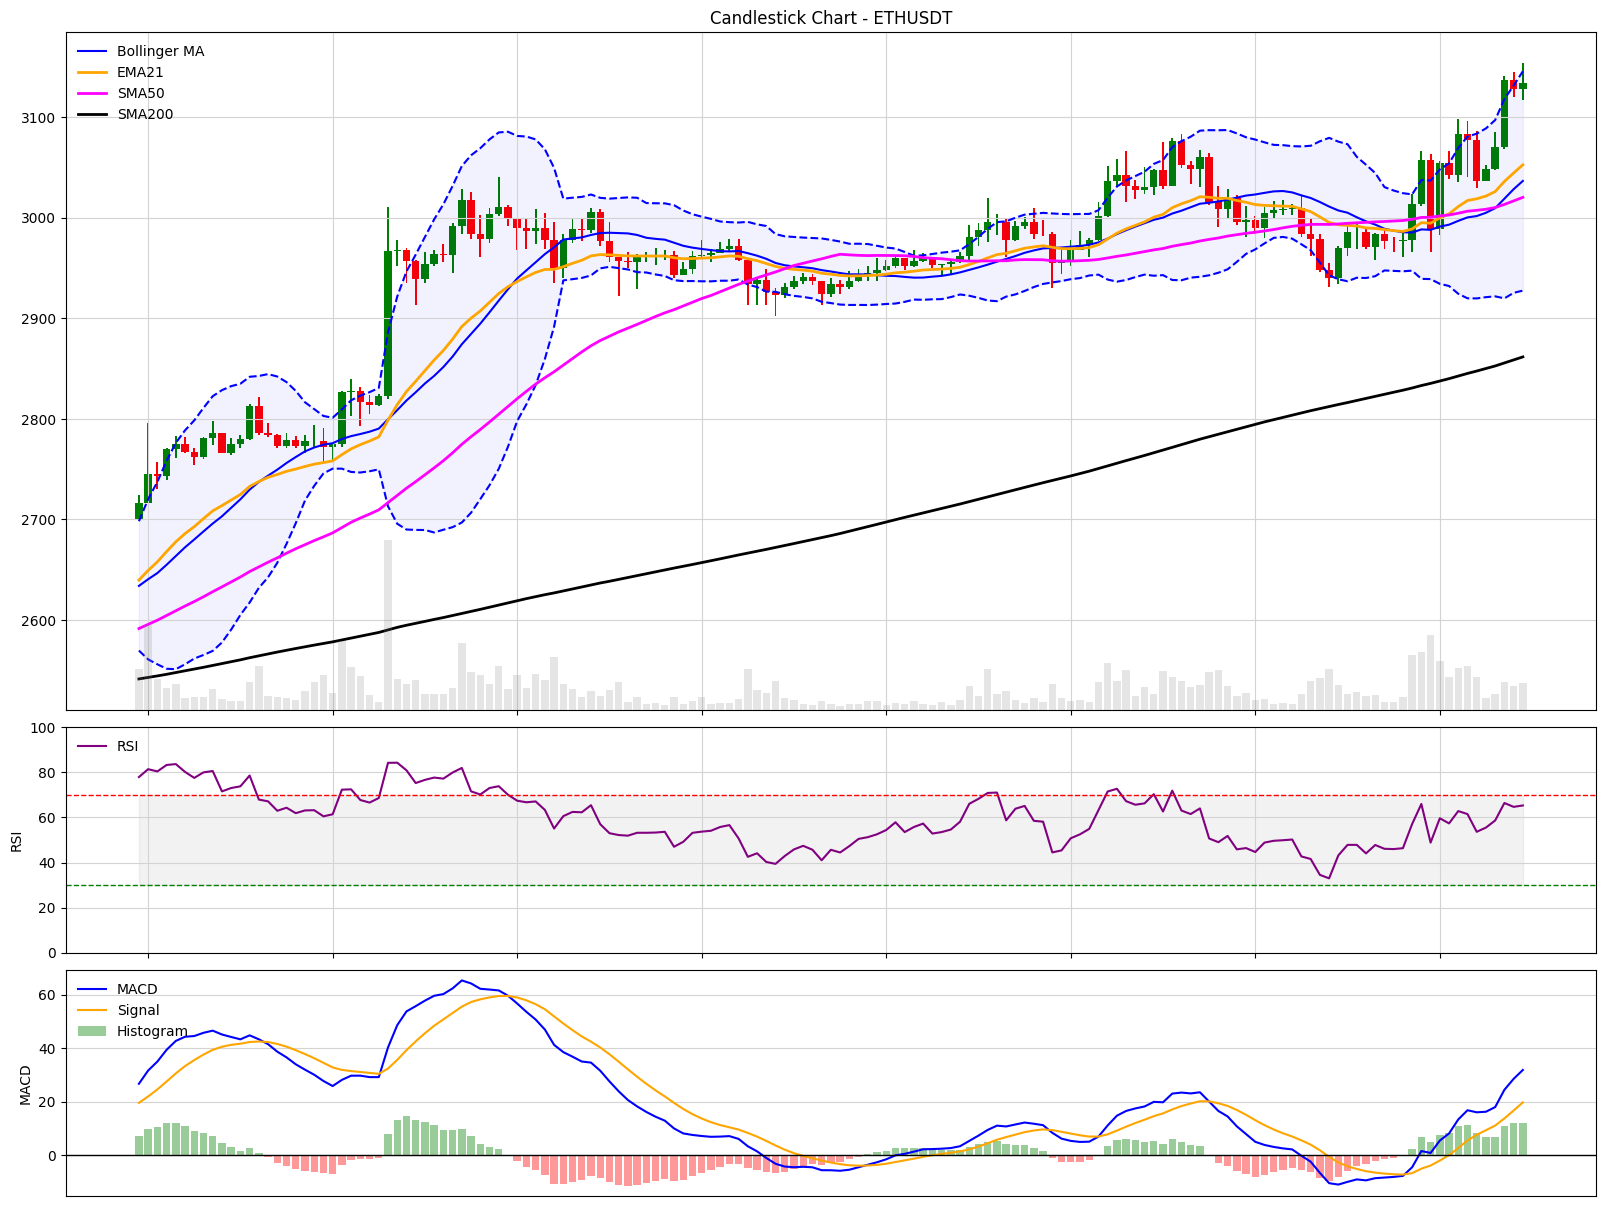 Candlestick Chart - ETHUSDT
Bollinger MA
EMA21
SMA50
SMA200
3100
3000
2900
2800
2700
2600
100
RSI
80
60
RSI
40
20
0
MACD
60
Signal
Histogram
40
MACD
20
0